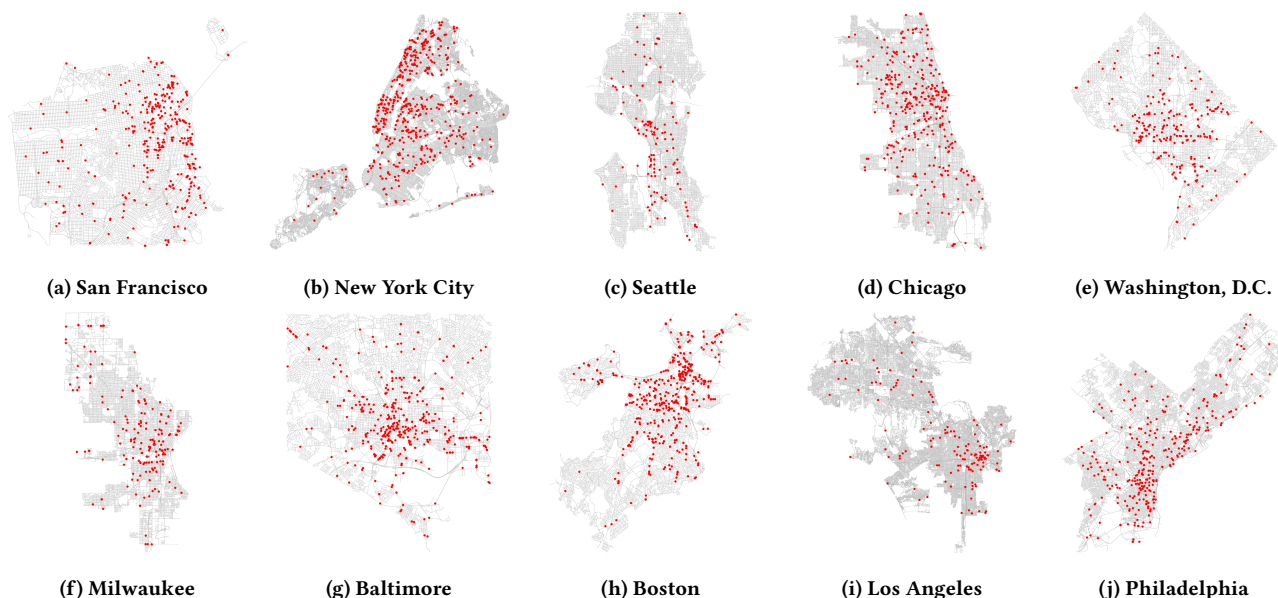 (a) San Francisco
(b) New York City
(c) Seattle
(d) Chicago
(e) Washington, D.C.
(f) Milwaukee
(g) Baltimore
(h) Boston
(i) Los Angeles
(j) Philadelphia